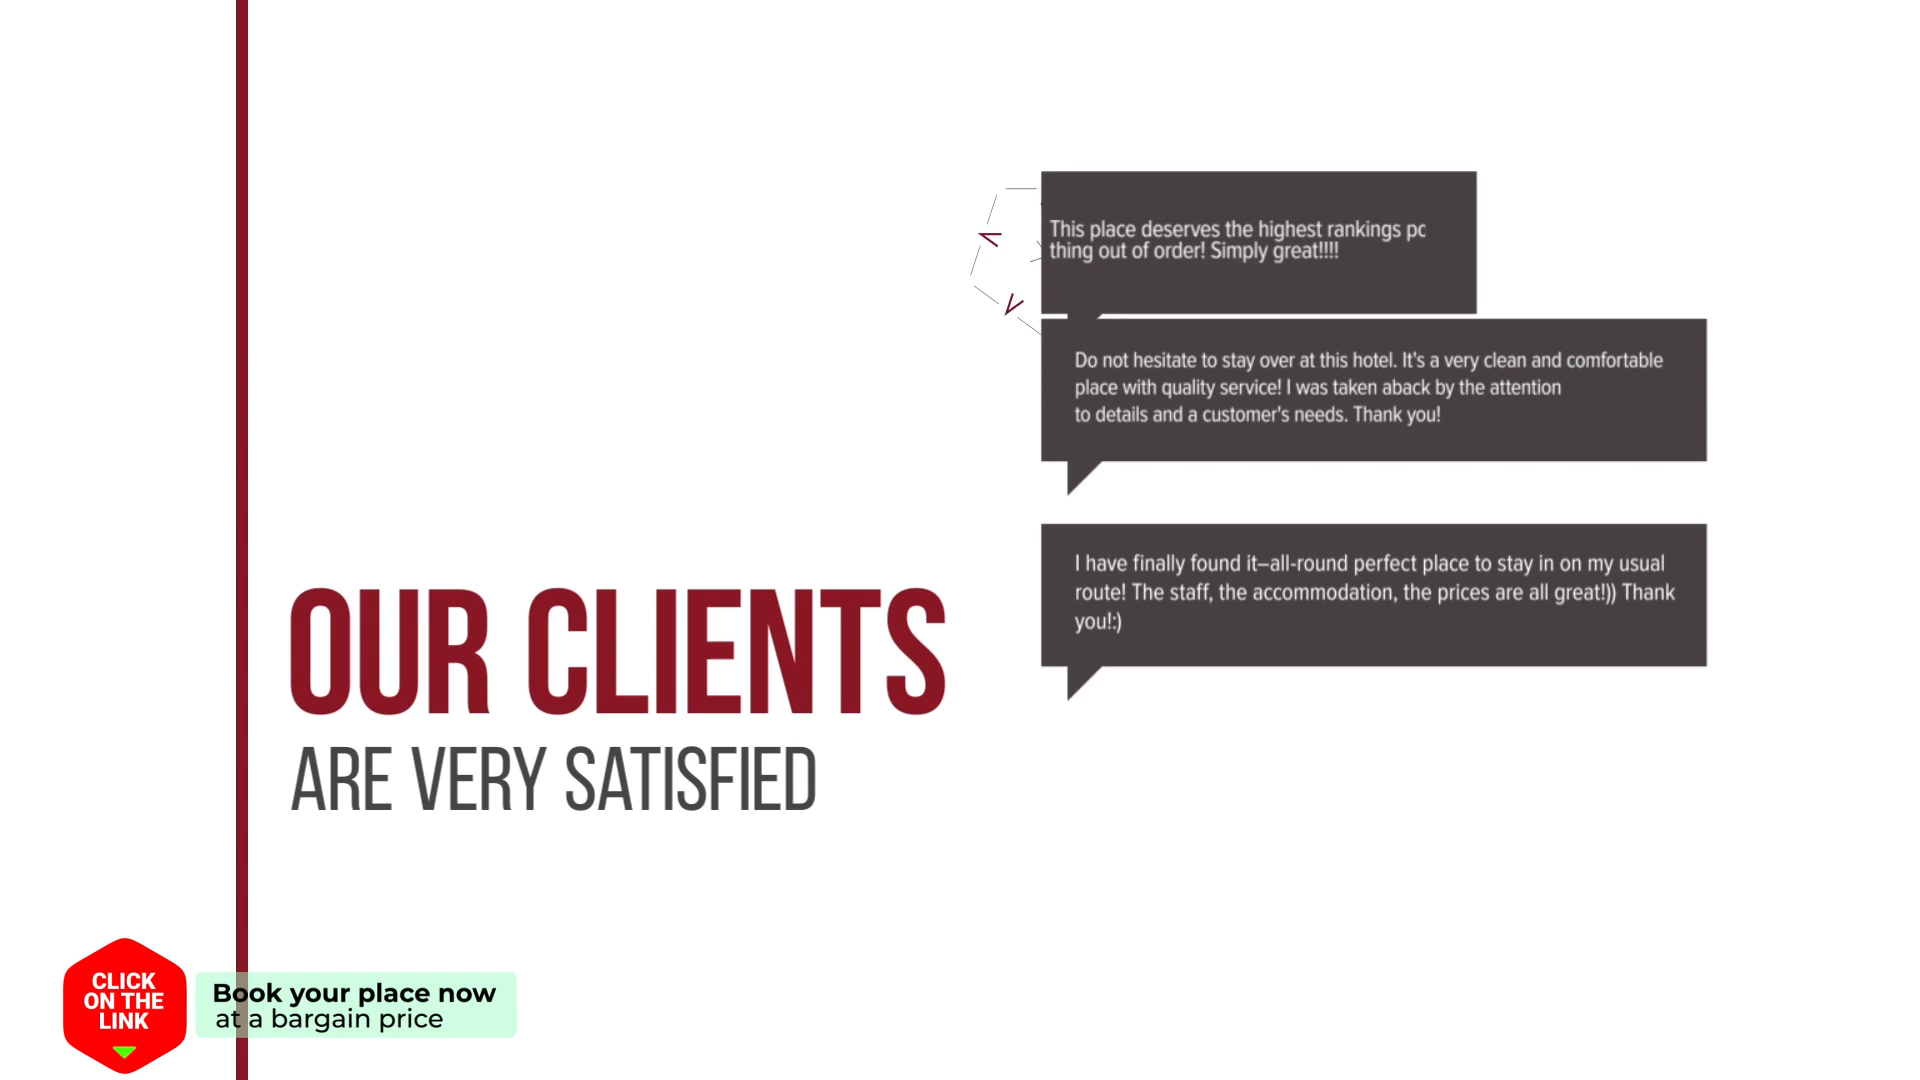 This place deserves the highest rankings
thing out of order! Simply great!!!!
Do not hesitate to stay over at this hotel. It's a very clean and comfortable
place with quality service! I was taken aback by the attention
to details and a customer's needs. Thank you!
I have finally found it–all-round perfect place to stay in on my usual
route! The staff, the accommodation, the prices are all great!)) Thank
you!:)
OUR CLIENTS
ARE VERY SATISFIED
CLICK
ON THE
LINK
Book your place now
at a bargain price